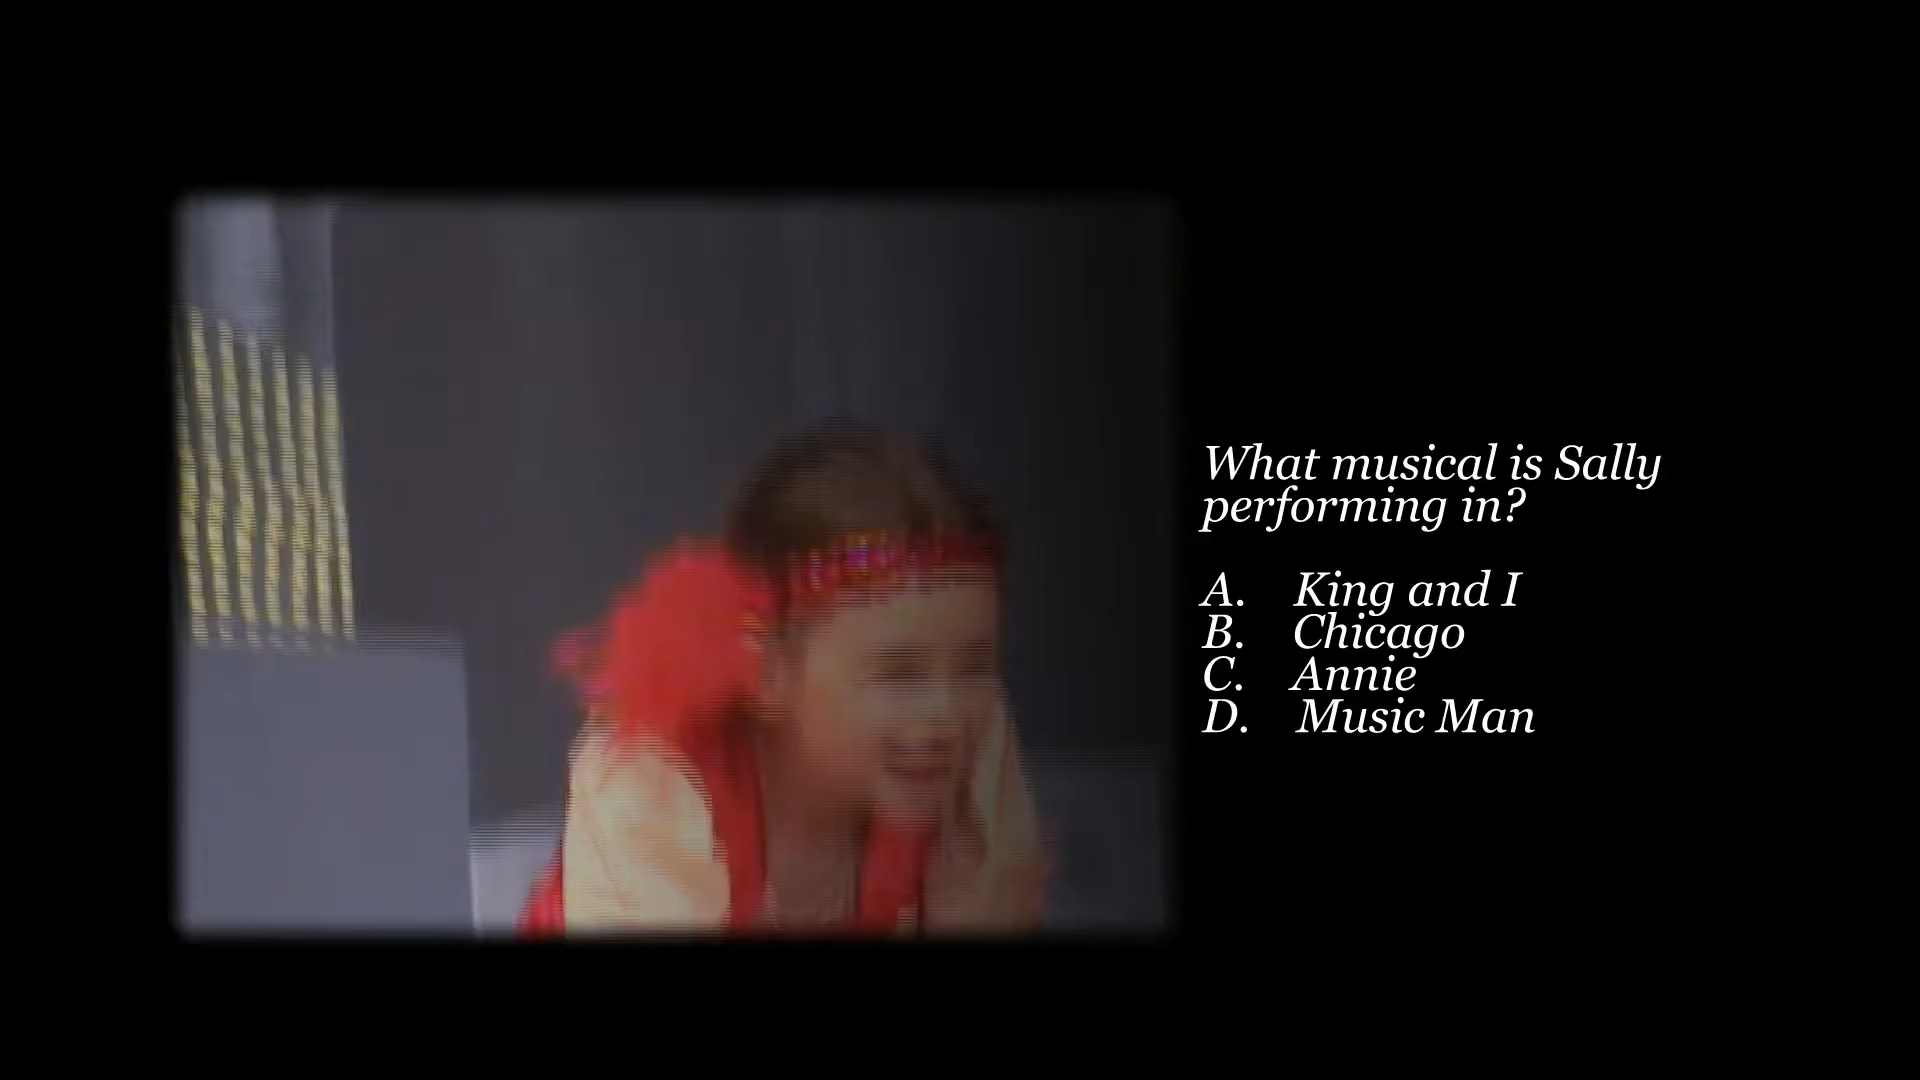 What musical is Sally
performing in?
A. King and I
B. Chicago
C. Annie
D. Music Man